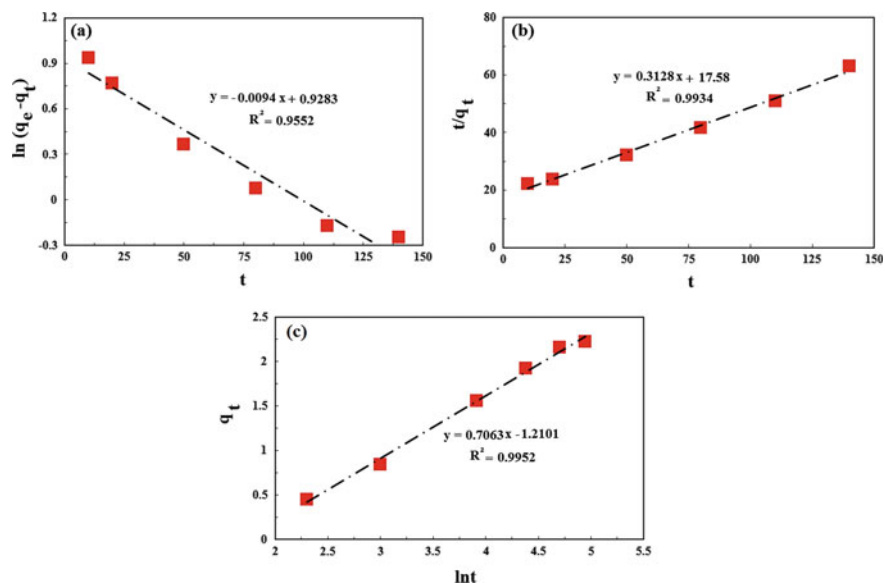 (a)
ln (qe -qt)
1.2
0.9
0.6
0.3
0
-0.3
y = -0.0094 x + 0.9283
R² = 0.9552
0 25 50 75 100 125 150
t
(b)
t/qt
80
60
40
20
0
y = 0.3128 x + 17.58
R² = 0.9934
0 25 50 75 100 125 150
t
(c)
qt
2.5
2
1.5
1
0.5
0
y = 0.7063x -1.2101
R² = 0.9952
2 2.5 3 3.5 4 4.5 5 5.5
lnt